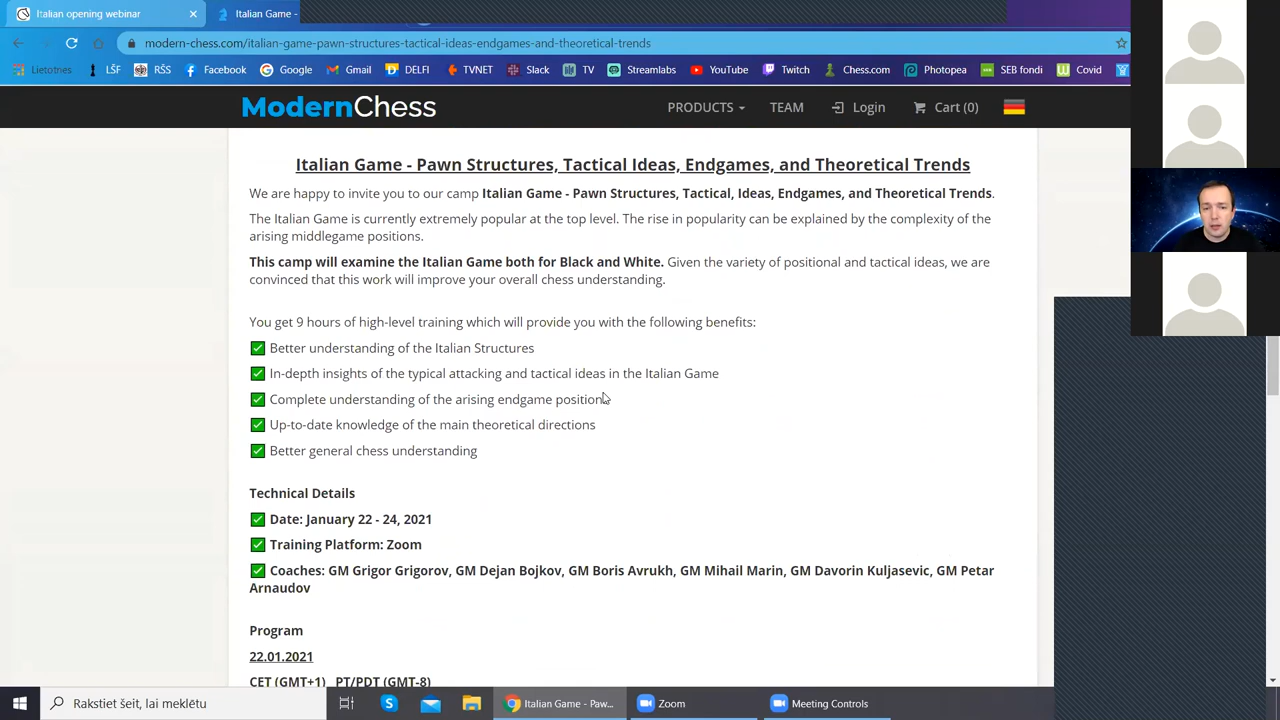 Italian opening webinar
Italian Game -
modern-chess.com/italian-game-pawn-structures-tactical-ideas-endgames-and-theoretical-trends
Lietotnes LŠF RŠS Facebook Google Gmail DELFI TVNET Slack TV Streamlabs YouTube Twitch Chess.com Photopea SEB fondi Covid
ModernChess PRODUCTS TEAM Login Cart (0)
Italian Game - Pawn Structures, Tactical Ideas, Endgames, and Theoretical Trends
We are happy to invite you to our camp Italian Game - Pawn Structures, Tactical, Ideas, Endgames, and Theoretical Trends.
The Italian Game is currently extremely popular at the top level. The rise in popularity can be explained by the complexity of the
arising middlegame positions.
This camp will examine the Italian Game both for Black and White. Given the variety of positional and tactical ideas, we are
convinced that this work will improve your overall chess understanding.
You get 9 hours of high-level training which will provide you with the following benefits:
Better understanding of the Italian Structures
In-depth insights of the typical attacking and tactical ideas in the Italian Game
Complete understanding of the arising endgame position
Up-to-date knowledge of the main theoretical directions
Better general chess understanding
Technical Details
Date: January 22 - 24, 2021
Training Platform: Zoom
Coaches: GM Grigor Grigorov, GM Dejan Bojkov, GM Boris Avrukh, GM Mihail Marin, GM Davorin Kuljasevic, GM Petar
Arnaudov
Program
22.01.2021
CET (GMT+1) PT/PDT (GMT-8)
Rakstiet šeit, lai meklētu
Italian Game - Paw...
Zoom
Meeting Controls